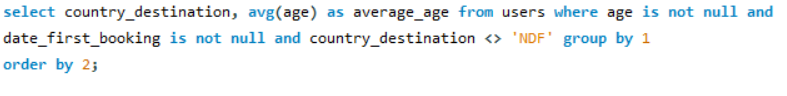 select country_destination, avg(age) as average_age from users where age is not null and
date_first_booking is not null and country_destination <> 'NDF' group by 1
order by 2;